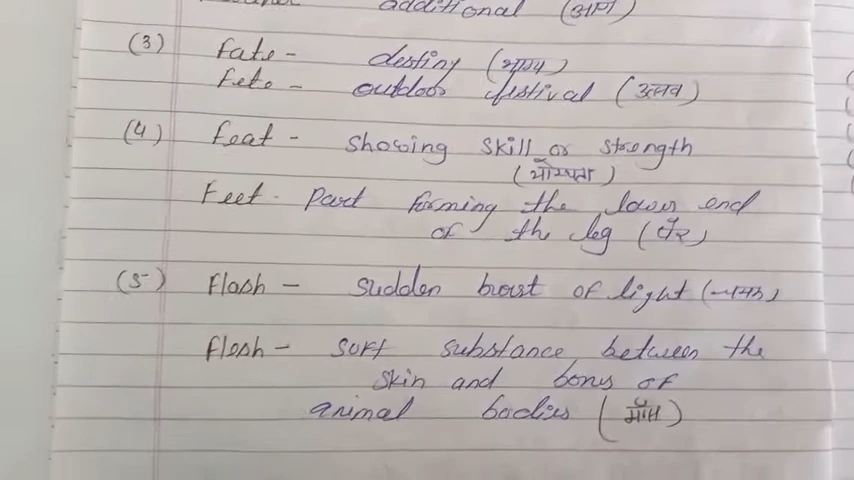 additional (अन्य)
(3) Fate - destiny (भाग्य)
Fete - outdoor festival (उत्सव)
(4) Feat - showing skill or strength
(योग्यता)
Feet - Part forming the lower end
of the leg (पैर)
(5) Flash - sudden burst of light (चमक)
Flesh - soft substance between the
skin and bones of
animal bodies (माँस)